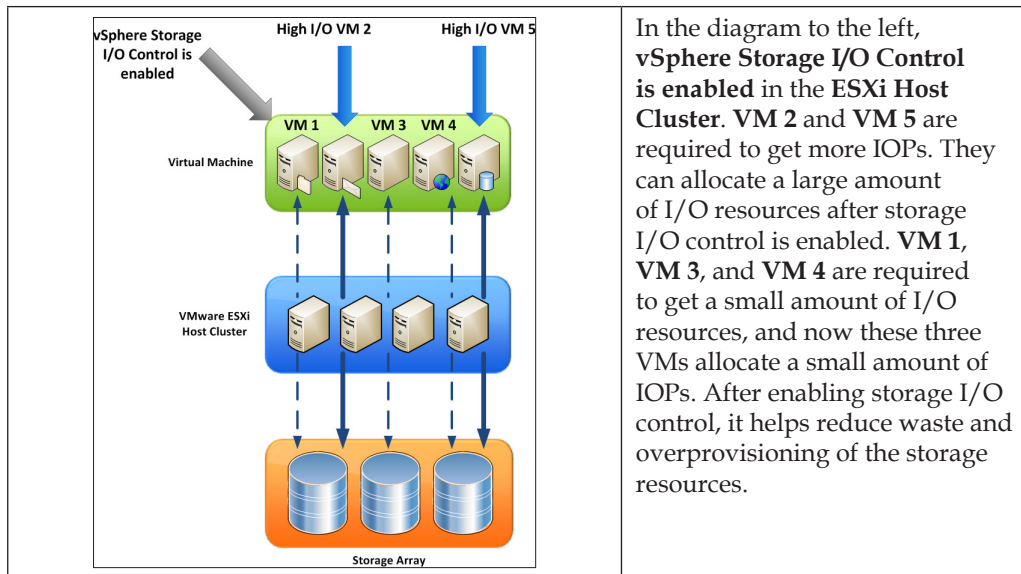 vSphere Storage
I/O Control is
enabled
High I/O VM 2
High I/O VM 5
VM 1
VM 3
VM 4
Virtual Machine
VMware ESXi
Host Cluster
Storage Array
In the diagram to the left,
vSphere Storage I/O Control
is enabled in the ESXi Host
Cluster. VM 2 and VM 5 are
required to get more IOPs. They
can allocate a large amount
of I/O resources after storage
I/O control is enabled. VM 1,
VM 3, and VM 4 are required
to get a small amount of I/O
resources, and now these three
VMs allocate a small amount of
IOPs. After enabling storage I/O
control, it helps reduce waste and
overprovisioning of the storage
resources.